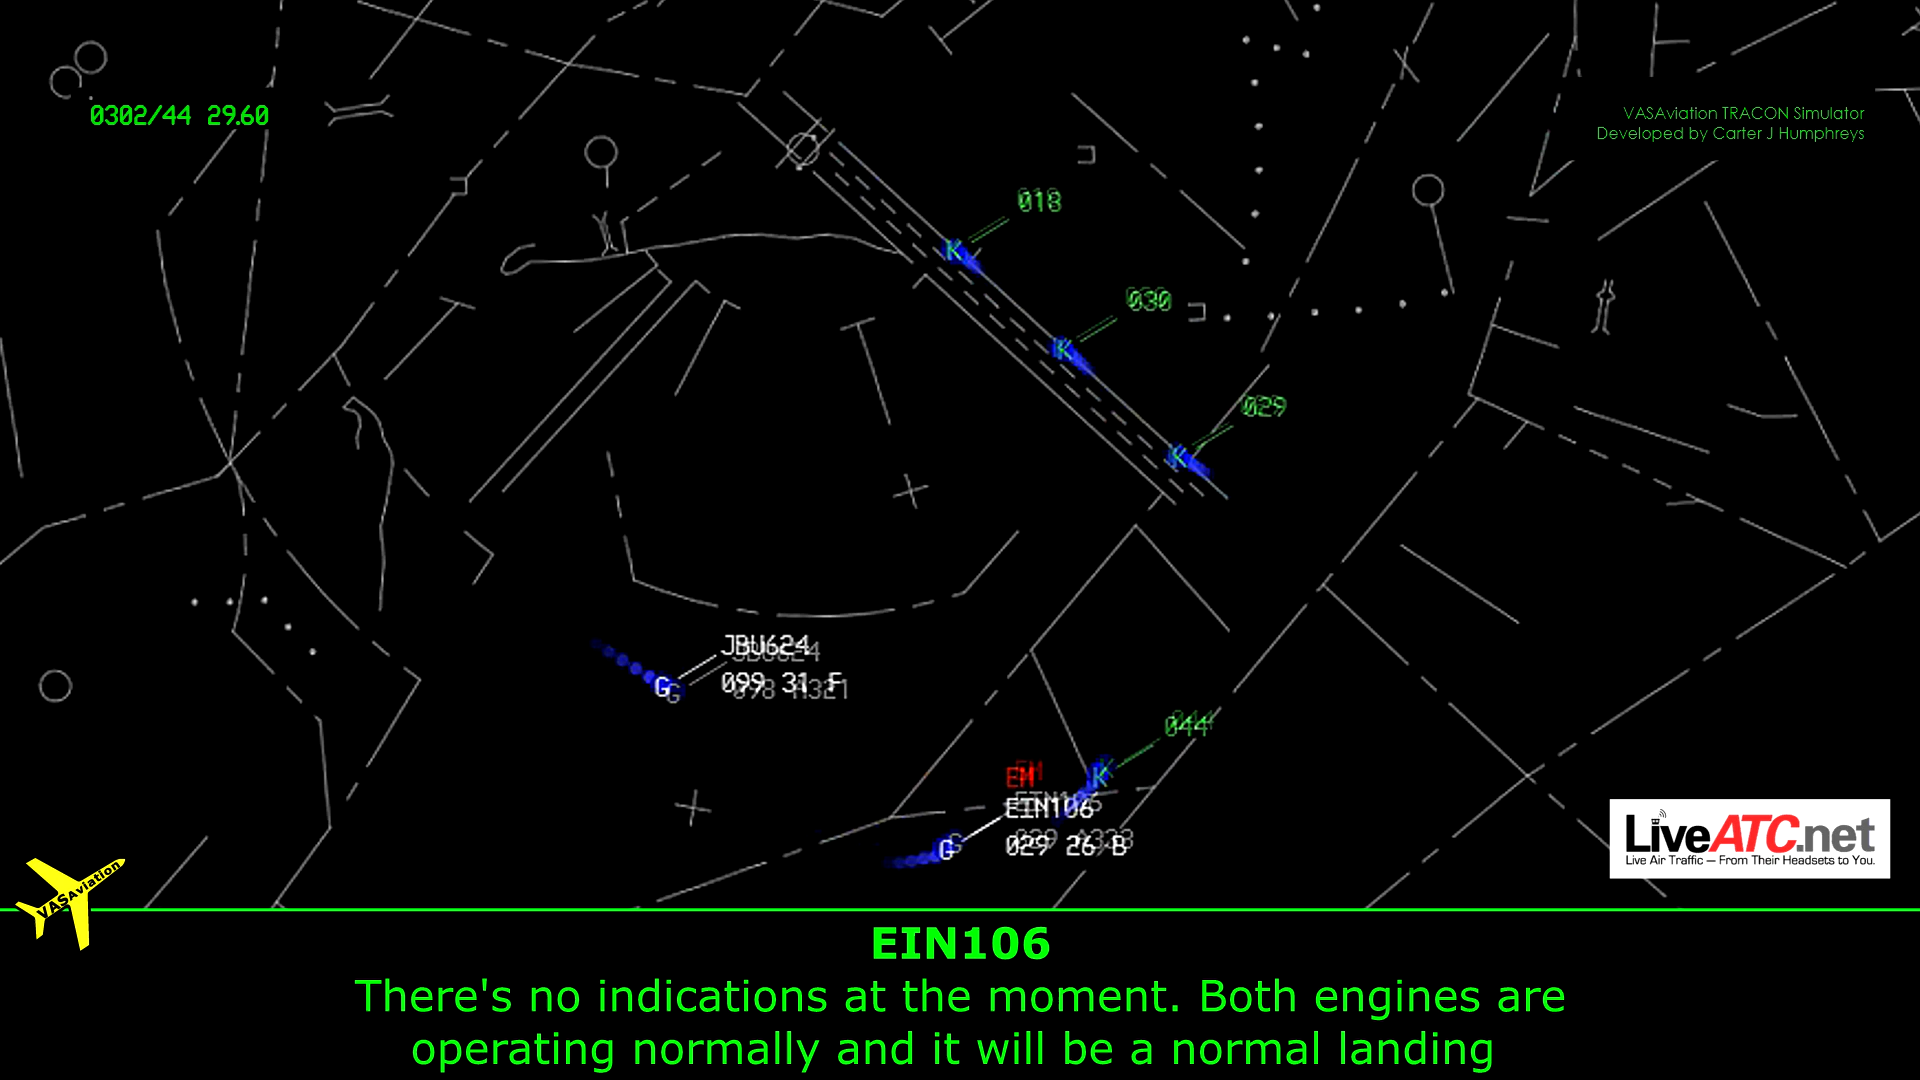 0302/44 29.60
VASAviation TRACON Simulator
Developed by Carter J Humphreys
018
K
030
K
029
K
JBU624
G
099 31 F
044
K
EM
EIN106
G
029 26 B
LiveATC.net
Live Air Traffic — From Their Headsets to You.
VASAviation
EIN106
There's no indications at the moment. Both engines are
operating normally and it will be a normal landing